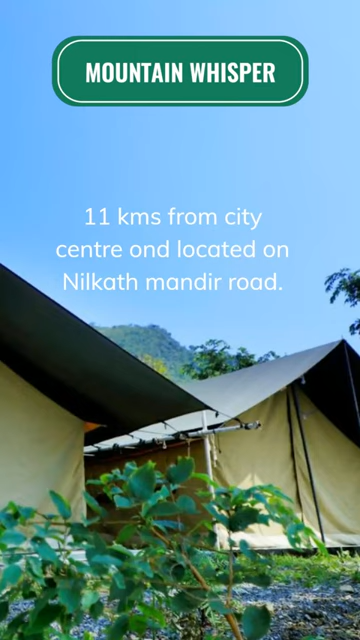 MOUNTAIN WHISPER
11 kms from city
centre ond located on
Nilkath mandir road.